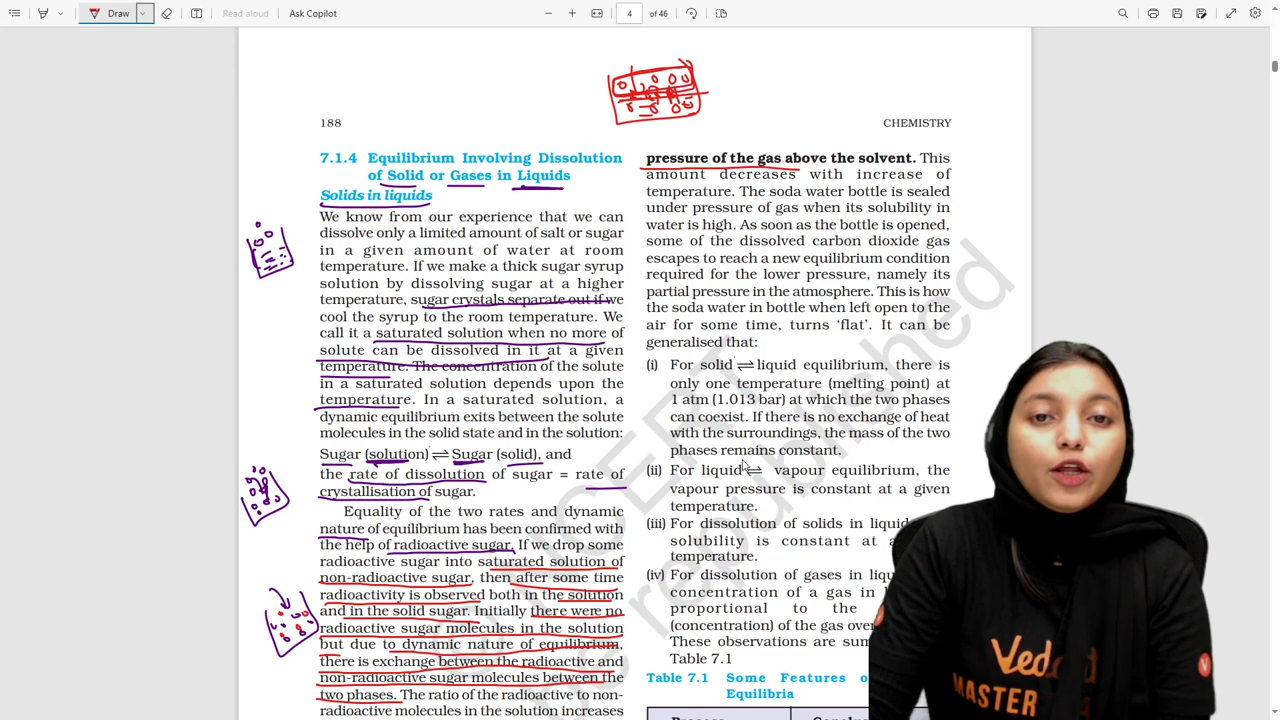 Draw
Read aloud
Ask Copilot
4
of 46
188
CHEMISTRY
7.1.4 Equilibrium Involving Dissolution
of Solid or Gases in Liquids
Solids in liquids
We know from our experience that we can
dissolve only a limited amount of salt or sugar
in a given amount of water at room
temperature. If we make a thick sugar syrup
solution by dissolving sugar at a higher
temperature, sugar crystals separate out if we
cool the syrup to the room temperature. We
call it a saturated solution when no more of
solute can be dissolved in it at a given
temperature. The concentration of the solute
in a saturated solution depends upon the
temperature. In a saturated solution, a
dynamic equilibrium exits between the solute
molecules in the solid state and in the solution:
Sugar (solution) ⇌ Sugar (solid), and
the rate of dissolution of sugar = rate of
crystallisation of sugar.
Equality of the two rates and dynamic
nature of equilibrium has been confirmed with
the help of radioactive sugar. If we drop some
radioactive sugar into saturated solution of
non-radioactive sugar, then after some time
radioactivity is observed both in the solution
and in the solid sugar. Initially there were no
radioactive sugar molecules in the solution
but due to dynamic nature of equilibrium,
there is exchange between the radioactive and
non-radioactive sugar molecules between the
two phases. The ratio of the radioactive to non-
radioactive molecules in the solution increases
pressure of the gas above the solvent. This
amount decreases with increase of
temperature. The soda water bottle is sealed
under pressure of gas when its solubility in
water is high. As soon as the bottle is opened,
some of the dissolved carbon dioxide gas
escapes to reach a new equilibrium condition
required for the lower pressure, namely its
partial pressure in the atmosphere. This is how
the soda water in bottle when left open to the
air for some time, turns ‘flat’. It can be
generalised that:
(i) For solid ⇌ liquid equilibrium, there is
only one temperature (melting point) at
1 atm (1.013 bar) at which the two phases
can coexist. If there is no exchange of heat
with the surroundings, the mass of the two
phases remains constant.
(ii) For liquid ⇌ vapour equilibrium, the
vapour pressure is constant at a given
temperature.
(iii) For dissolution of solids in liquid
solubility is constant at a
temperature.
(iv) For dissolution of gases in liqu
concentration of a gas in l
proportional to the
(concentration) of the gas over
These observations are sum
Table 7.1
Table 7.1 Some Features o
Equilibria
Process
republished
MASTER